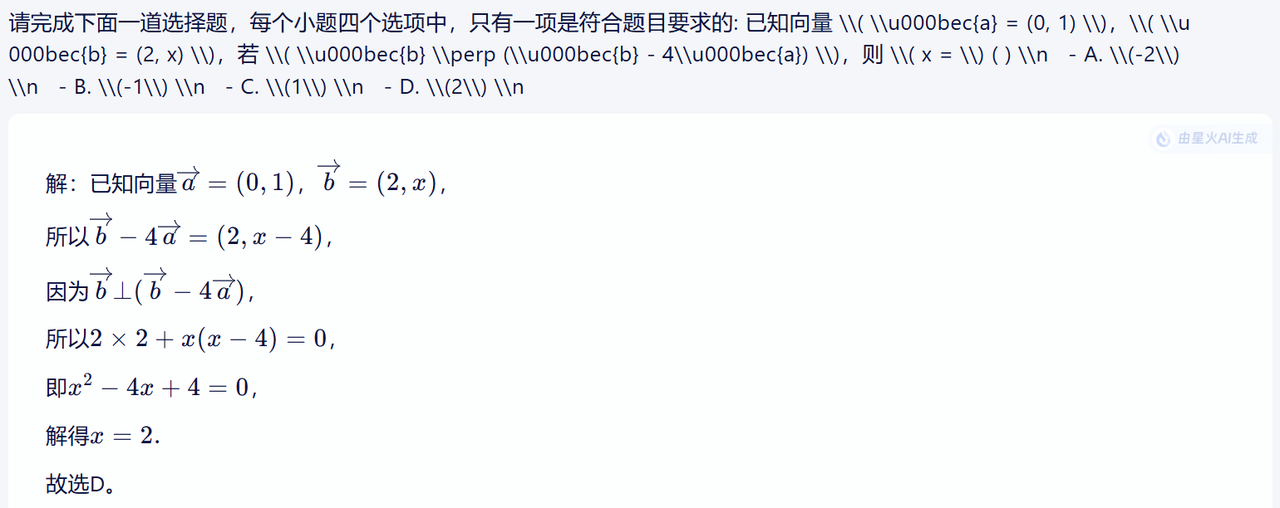 请完成下面一道选择题，每个小题四个选项中，只有一项是符合题目要求的: 已知向量 \\( \\u000bec{a} = (0, 1) \\)，\\( \\u
000bec{b} = (2, x) \\)，若 \\( \\u000bec{b} \\perp (\\u000bec{b} - 4\\u000bec{a}) \\)，则 \\( x = \\) ( ) \\n - A. \\(-2\\)
\\n - B. \\(-1\\) \\n - C. \\(1\\) \\n - D. \\(2\\) \\n
由星火AI生成
解：已知向量$\overrightarrow{a} = (0,1)$，$\overrightarrow{b} = (2,x)$，
所以$\overrightarrow{b} - 4\overrightarrow{a} = (2,x-4)$，
因为$\overrightarrow{b} \perp (\overrightarrow{b} - 4\overrightarrow{a})$，
所以$2 \times 2 + x(x-4) = 0$，
即$x^2 - 4x + 4 = 0$，
解得$x = 2$.
故选D。